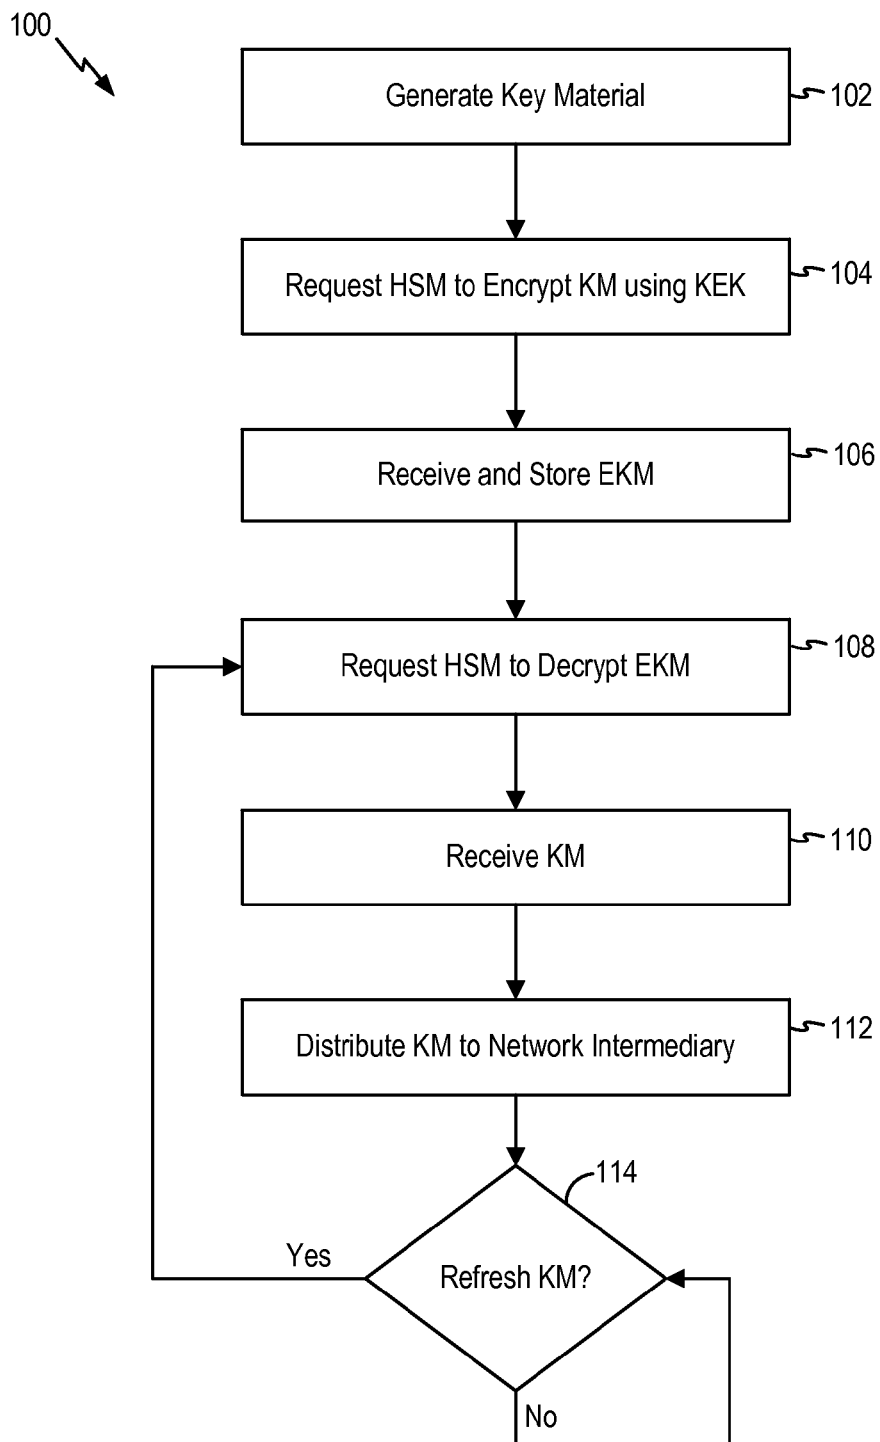 100
Generate Key Material
102
Request HSM to Encrypt KM using KEK
104
Receive and Store EKM
106
Request HSM to Decrypt EKM
108
Receive KM
110
Distribute KM to Network Intermediary
112
114
Yes
Refresh KM?
No